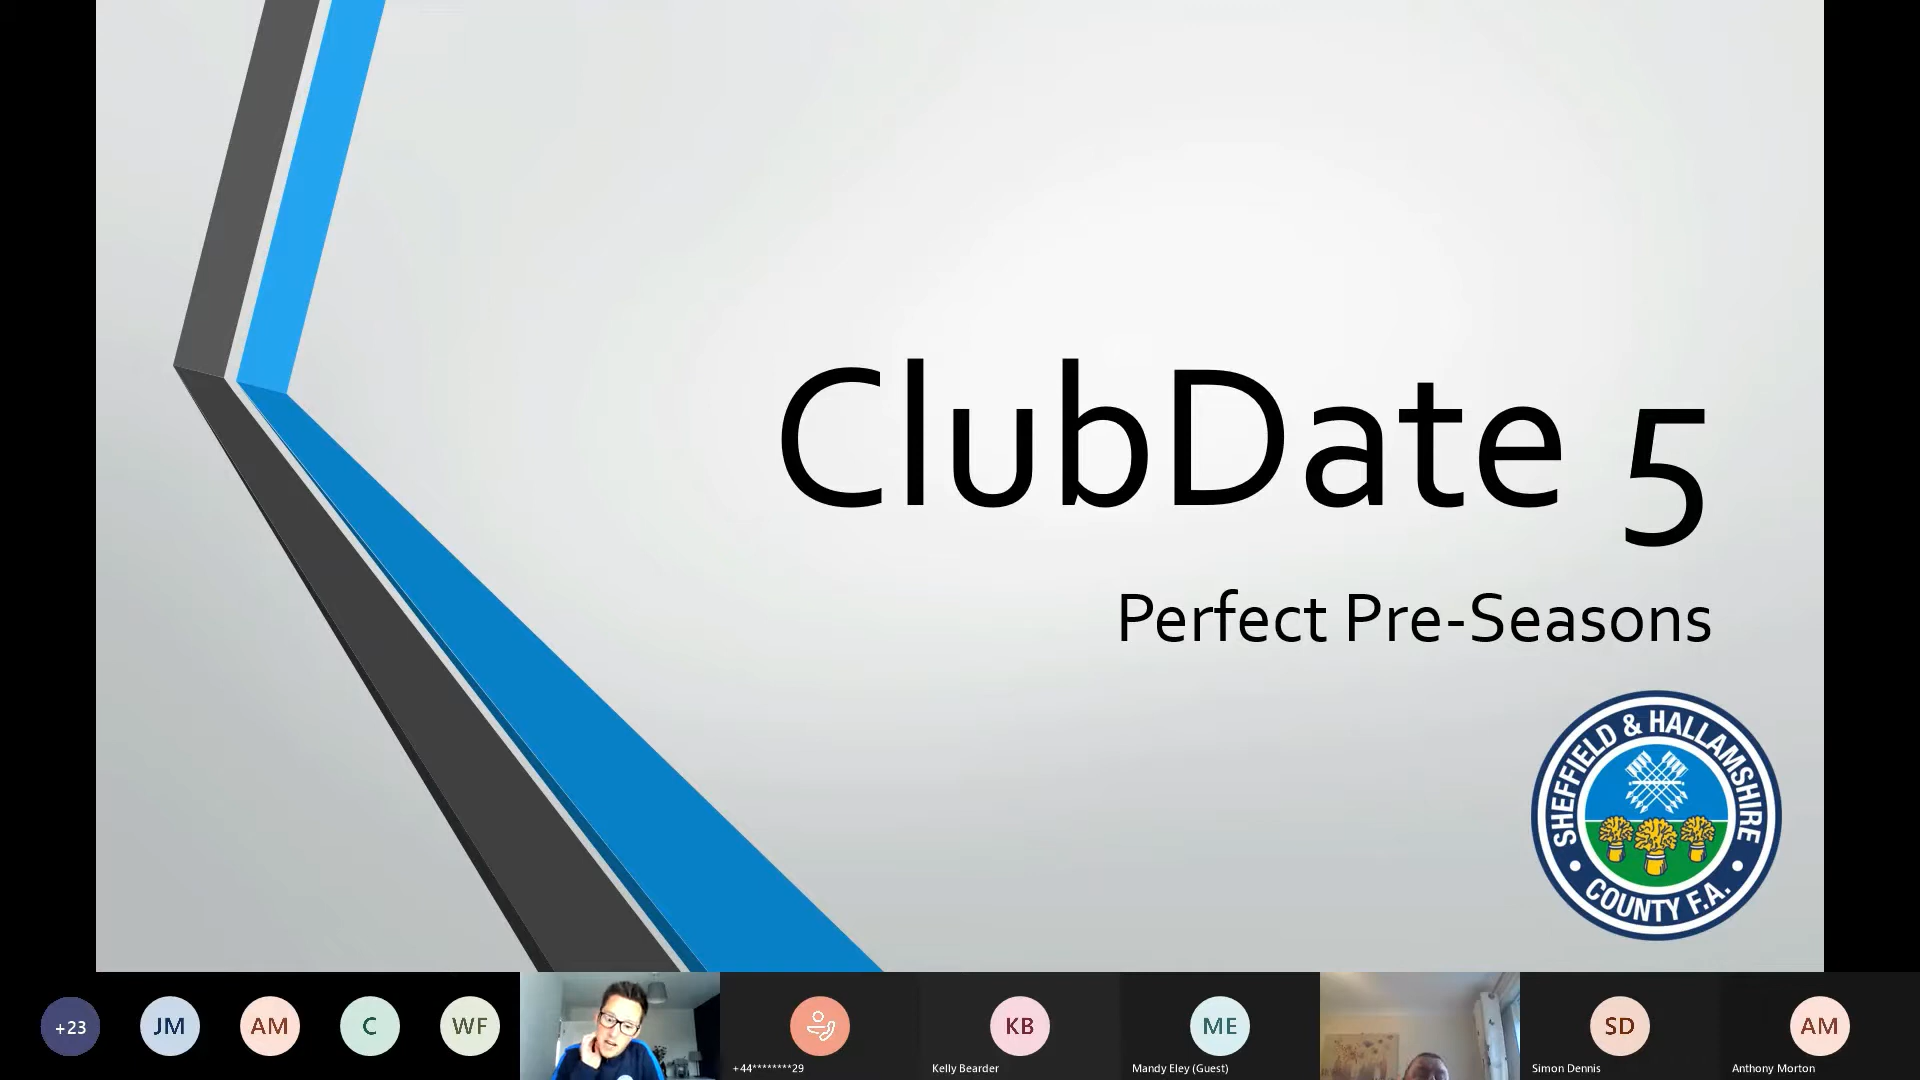 ClubDate 5
Perfect Pre-Seasons
SHEFFIELD & HALLAMSHIRE
COUNTY F.A.
+23
JM
AM
C
WF
+44********29
KB
Kelly Bearder
ME
Mandy Eley (Guest)
SD
Simon Dennis
AM
Anthony Morton